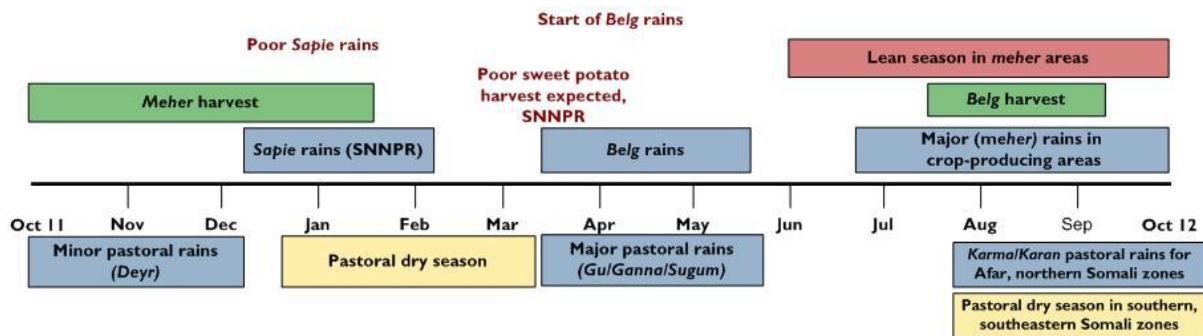 Start of Belg rains
Poor Sapie rains
Lean season in meher areas
Poor sweet potato
harvest expected,
SNNPR
Meher harvest
Belg harvest
Sapie rains (SNNPR)
Belg rains
Major (meher) rains in
crop-producing areas
Oct 11 Nov Dec Jan Feb Mar Apr May Jun Jul Aug Sep Oct 12
Minor pastoral rains
(Deyr)
Pastoral dry season
Major pastoral rains
(Gu/Ganna/Sugum)
Karma/Karan pastoral rains for
Afar, northern Somali zones
Pastoral dry season in southern,
southeastern Somali zones